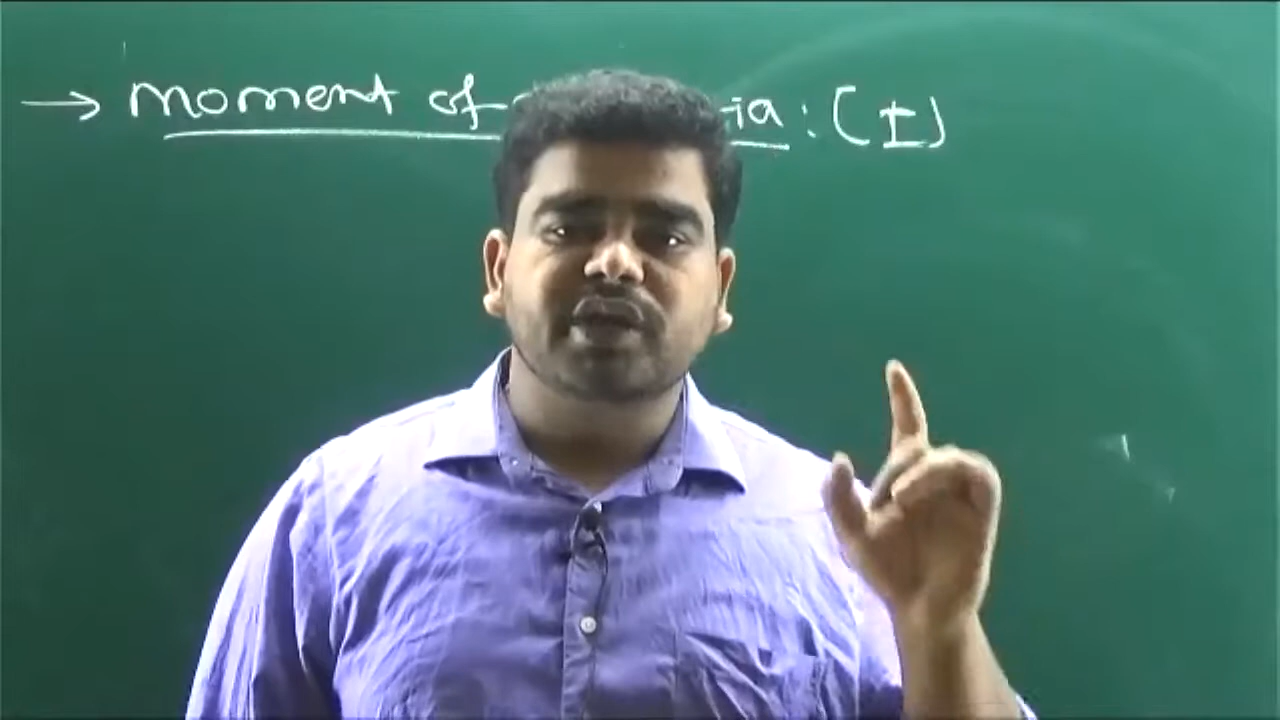 → moment of ia : (I)